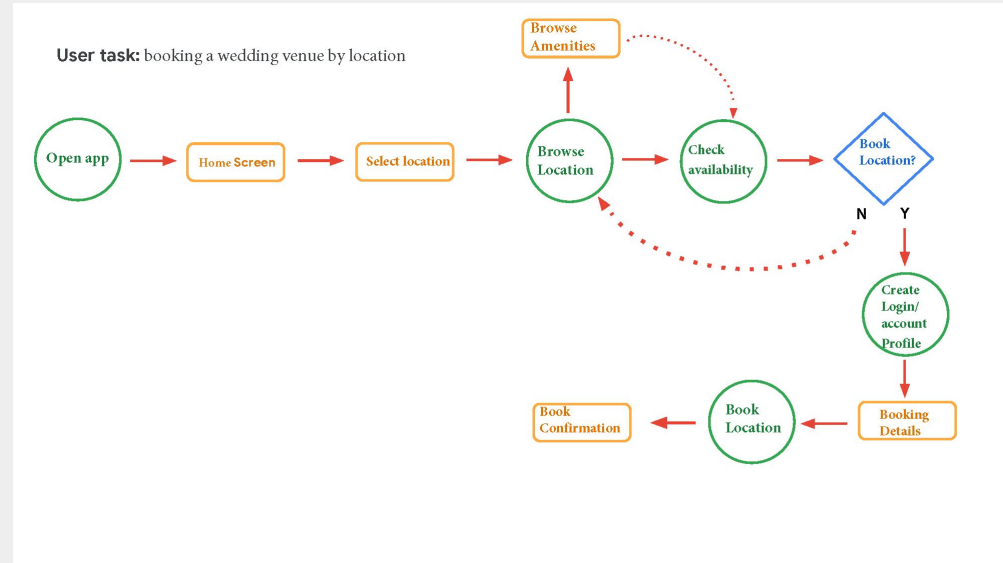 Browse
Amenities
User task: booking a wedding venue by location
Open app
Home Screen
Select location
Browse
Location
Check
availability
Book
Location?
N
Y
Create
Login/
account
Profile
Booking
Details
Book
Location
Book
Confirmation